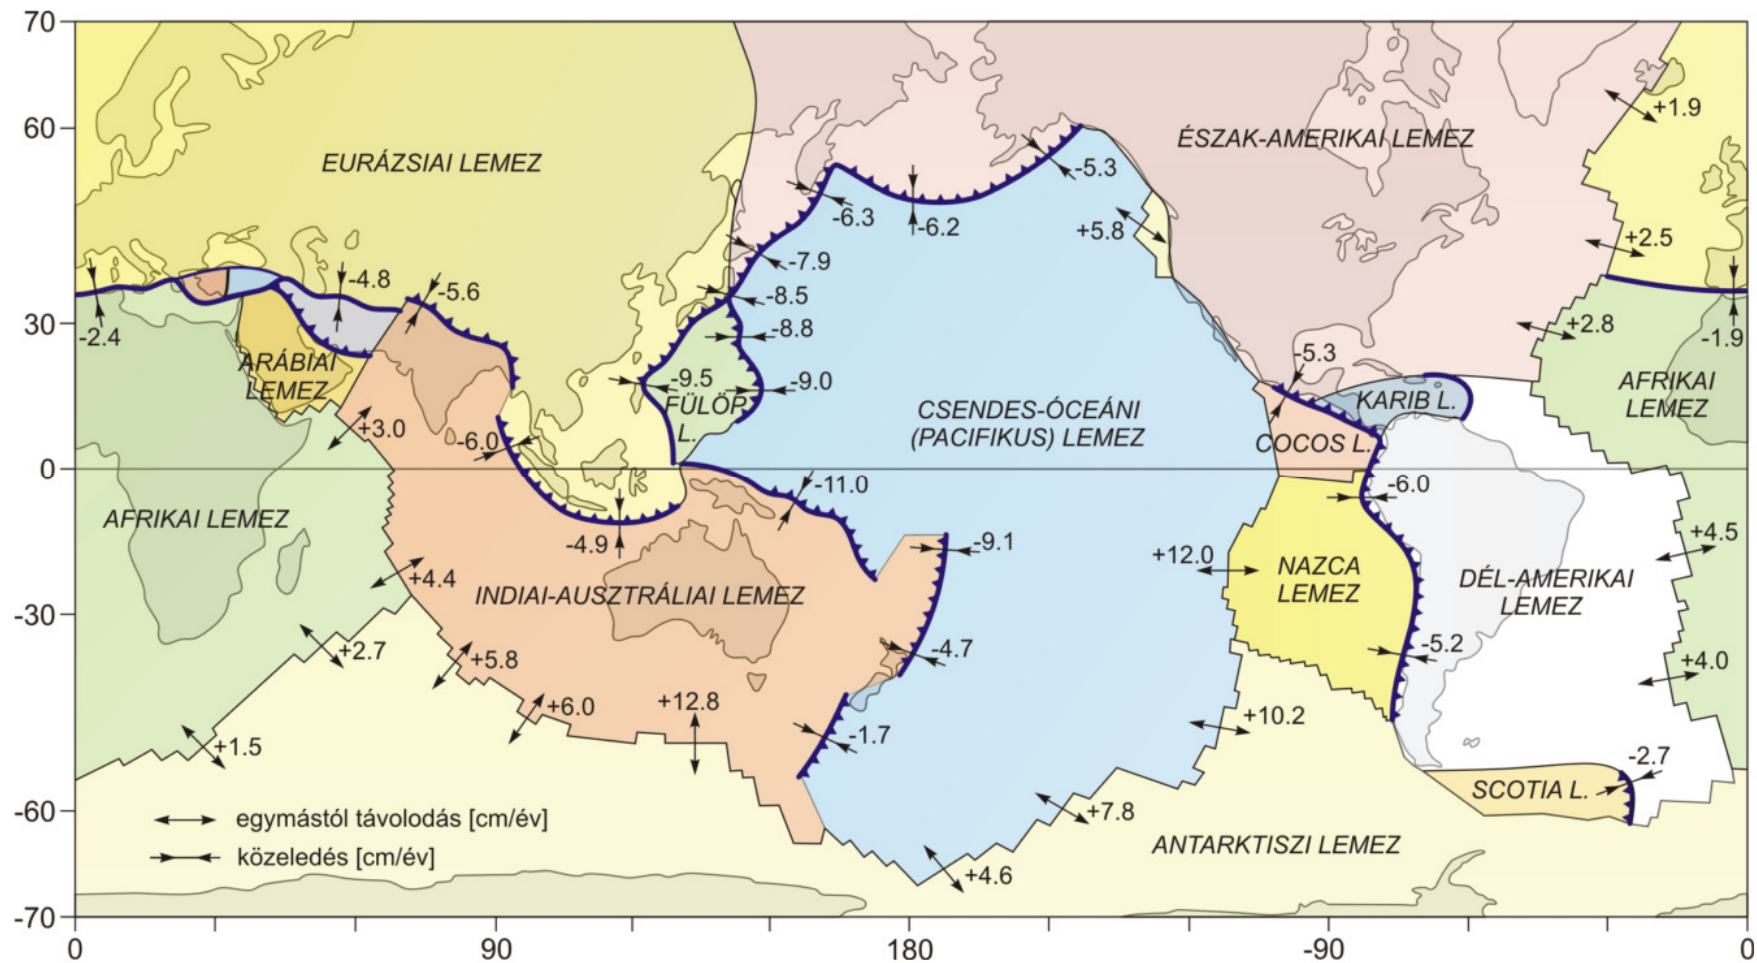 70
60
30
0
-30
-60
-70
0
90
180
-90
0
EURÁZSIAI LEMEZ
ÉSZAK-AMERIKAI LEMEZ
+1.9
-5.3
-6.3
-6.2
+5.8
+2.5
-7.9
-4.8
-5.6
-8.5
-2.4
-8.8
+2.8
-1.9
ARÁBIAI
LEMEZ
-9.5
-9.0
FÜLÖP
L.
-5.3
KARIB L.
AFRIKAI
LEMEZ
CSENDES-ÓCEÁNI
(PACIFIKUS) LEMEZ
+3.0
-6.0
COCOS L.
-11.0
-6.0
AFRIKAI LEMEZ
-4.9
-9.1
+4.5
+12.0
NAZCA
LEMEZ
DÉL-AMERIKAI
LEMEZ
+4.4
INDIAI-AUSZTRÁLIAI LEMEZ
+2.7
+5.8
-4.7
-5.2
+4.0
+6.0
+12.8
+10.2
+1.5
-1.7
-2.7
SCOTIA L.
+7.8
egymástól távolodás [cm/év]
közeledés [cm/év]
ANTARKTISZI LEMEZ
+4.6